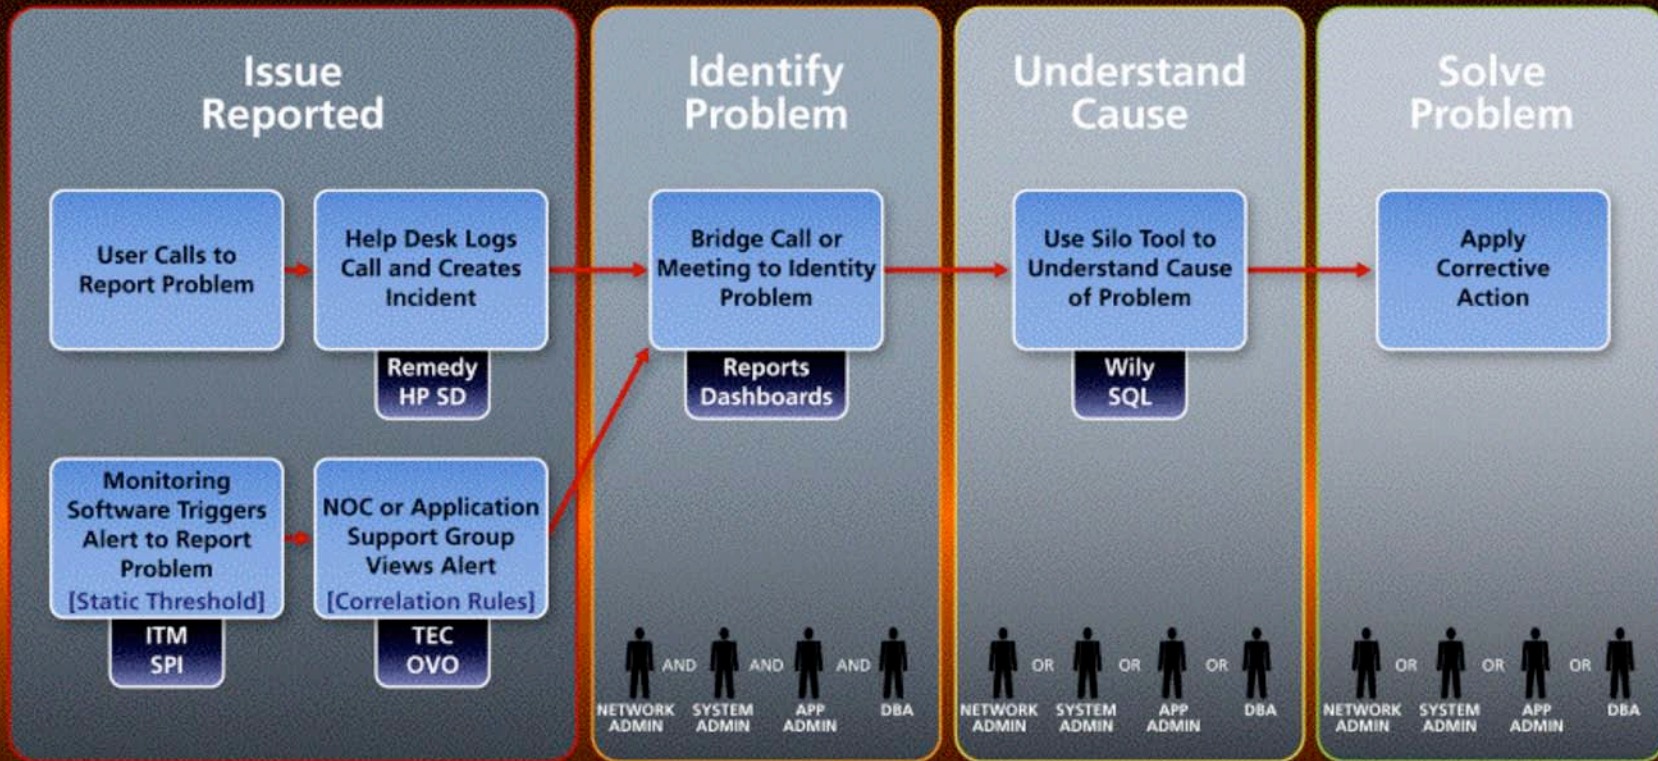 Issue
Reported
User Calls to
Report Problem
Help Desk Logs
Call and Creates
Incident
Remedy
HP SD
Monitoring
Software Triggers
Alert to Report
Problem
[Static Threshold]
ITM
SPI
NOC or Application
Support Group
Views Alert
[Correlation Rules]
TEC
OVO
Identify
Problem
Bridge Call or
Meeting to Identity
Problem
Reports
Dashboards
AND AND AND
NETWORK
ADMIN
SYSTEM
ADMIN
APP
ADMIN
DBA
Understand
Cause
Use Silo Tool to
Understand Cause
of Problem
Wily
SQL
OR OR OR
NETWORK
ADMIN
SYSTEM
ADMIN
APP
ADMIN
DBA
Solve
Problem
Apply
Corrective
Action
OR OR OR
NETWORK
ADMIN
SYSTEM
ADMIN
APP
ADMIN
DBA